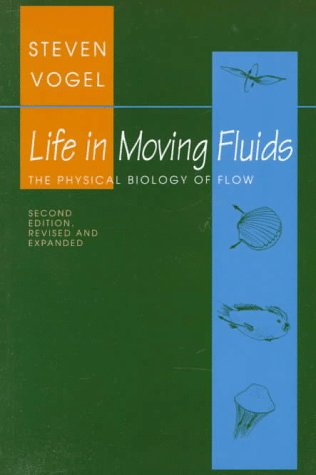 STEVEN
VOGEL
Life in Moving Fluids
THE PHYSICAL BIOLOGY OF FLOW
SECOND
EDITION,
REVISED AND
EXPANDED